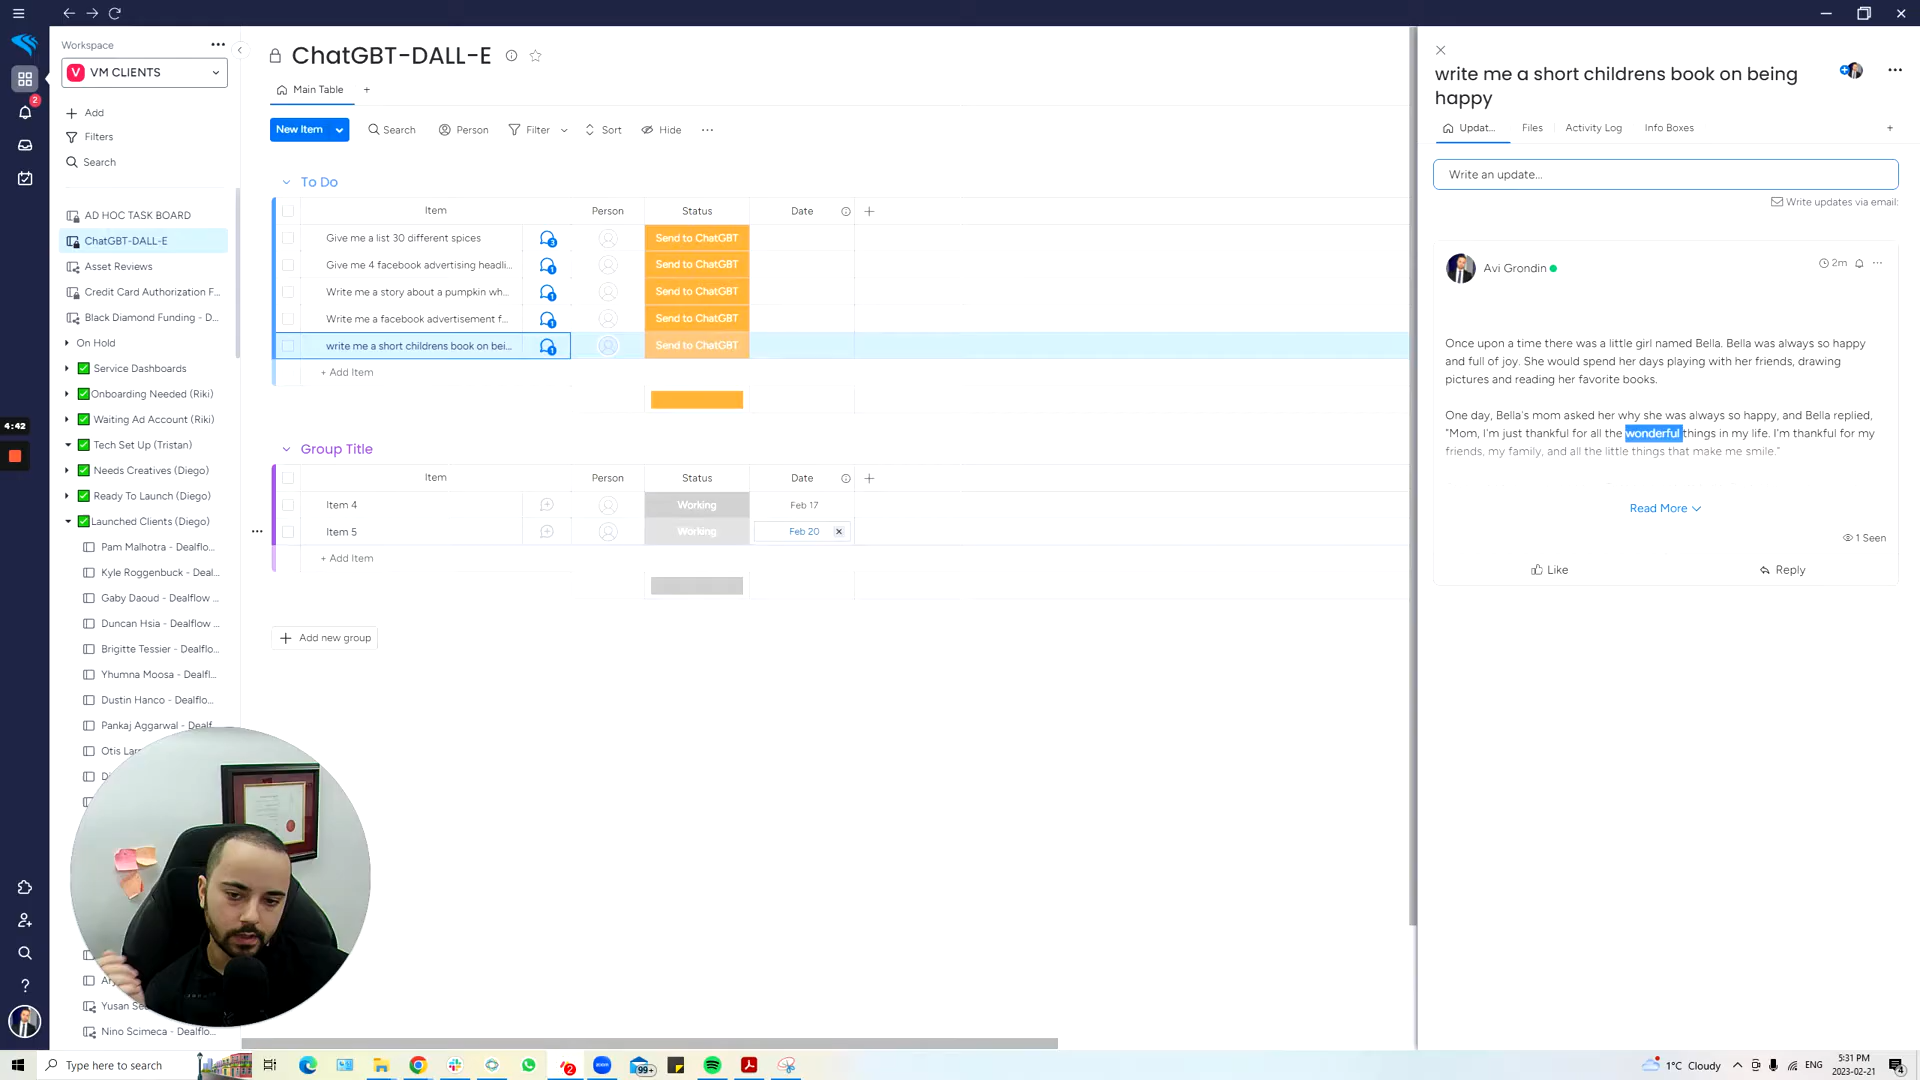 Workspace
V VM CLIENTS
Add
Filters
Search
AD HOC TASK BOARD
ChatGBT-DALL-E
Asset Reviews
Credit Card Authorization F...
Black Diamond Funding - D...
On Hold
Service Dashboards
Onboarding Needed (Riki)
Waiting Ad Account (Riki)
Tech Set Up (Tristan)
Needs Creatives (Diego)
Ready To Launch (Diego)
Launched Clients (Diego)
Pam Malhotra - Dealflo...
Kyle Roggenbuck - Deal...
Gaby Daoud - Dealflow ...
Duncan Hsia - Dealflow ...
Brigitte Tessier - Dealflo...
Yhumna Moosa - Dealfl...
Dustin Hanco - Dealflo...
Pankaj Aggarwal - Dealf...
Otis
Yusan
Nino Scimeca - Dealflo...
2
4:42
ChatGBT-DALL-E
Main Table +
New Item
Search
Person
Filter
Sort
Hide
To Do
Item Person Status Date
Give me a list 30 different spices 3 Send to ChatGBT
Give me 4 facebook advertising headli... 1 Send to ChatGBT
Write me a story about a pumpkin wh... 1 Send to ChatGBT
Write me a facebook advertisement f... 1 Send to ChatGBT
write me a short childrens book on bei... 1 Send to ChatGBT
+ Add Item
Group Title
Item Person Status Date
Item 4 Working Feb 17
Item 5 Working Feb 20
+ Add Item
Add new group
write me a short childrens book on being
happy
Updat... Files Activity Log Info Boxes +
Write an update...
Write updates via email:
Avi Grondin 2m
Once upon a time there was a little girl named Bella. Bella was always so happy
and full of joy. She would spend her days playing with her friends, drawing
pictures and reading her favorite books.
One day, Bella's mom asked her why she was always so happy, and Bella replied,
"Mom, I'm just thankful for all the wonderful things in my life. I'm thankful for my
friends, my family, and all the little things that make me smile."
Read More
1 Seen
Like Reply
Type here to search
zoom
2
99+
1°C Cloudy
ENG
5:31 PM
2023-02-21
4